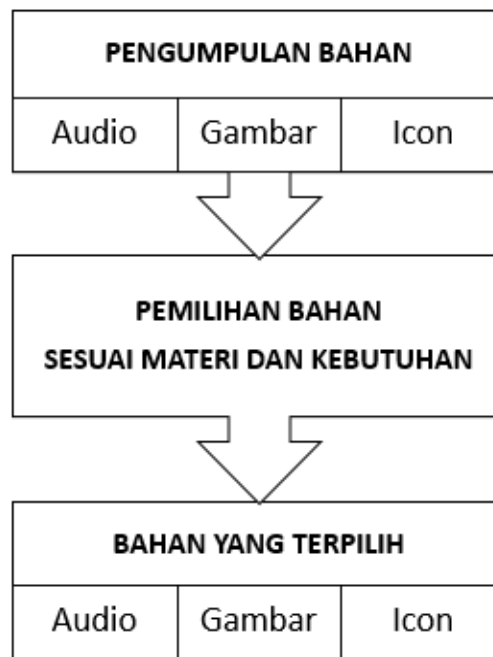 PENGUMPULAN BAHAN
Audio Gambar Icon
PEMILIHAN BAHAN
SESUAI MATERI DAN KEBUTUHAN
BAHAN YANG TERPILIH
Audio Gambar Icon